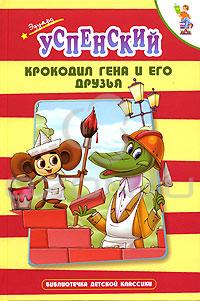 Эдуард
УСПЕНСКИЙ
КРОКОДИЛ ГЕНА И ЕГО
ДРУЗЬЯ
БИБЛИОТЕЧКА ДЕТСКОЙ КЛАССИКИ